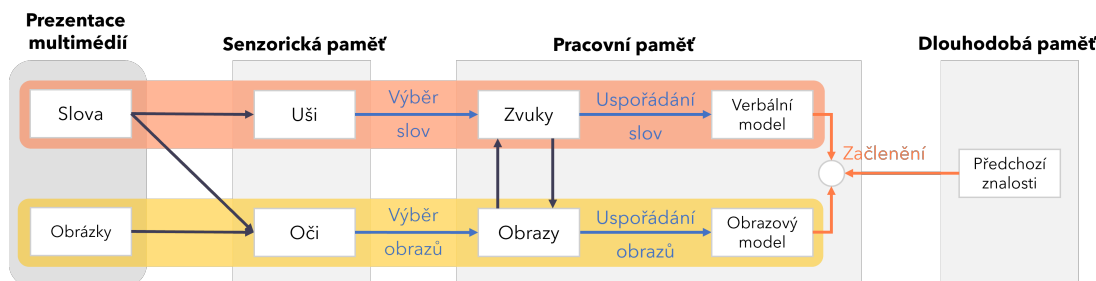 Prezentace
multimédií
Senzorická paměť
Pracovní paměť
Dlouhodobá paměť
Slova
Uši
Výběr
slov
Zvuky
Uspořádání
slov
Verbální
model
Začlenění
Předchozí
znalosti
Obrázky
Oči
Výběr
obrazů
Obrazy
Uspořádání
obrazů
Obrazový
model